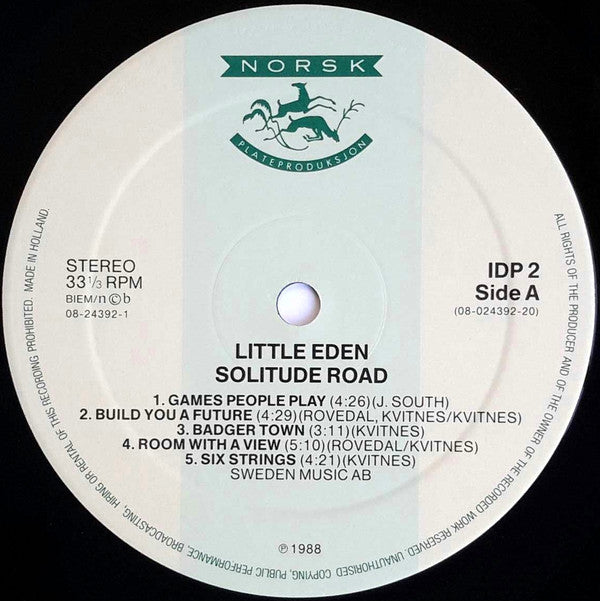 NORSK
PLATEPRODUKSJON
STEREO
33 1/3 RPM
BIEM/n©b
08-24392-1
IDP 2
Side A
(08-024392-20)
LITTLE EDEN
SOLITUDE ROAD
1. GAMES PEOPLE PLAY (4:26)(J. SOUTH)
2. BUILD YOU A FUTURE (4:29)(ROVEDAL, KVITNES/KVITNES)
3. BADGER TOWN (3:11)(KVITNES)
4. ROOM WITH A VIEW (5:10)(ROVEDAL/KVITNES)
5. SIX STRINGS (4:21)(KVITNES)
SWEDEN MUSIC AB
℗ 1988
ALL RIGHTS OF THE PRODUCER AND OF THE OWNER OF THE RECORDED WORK RESERVED. UNAUTHORISED COPYING, PUBLIC PERFORMANCE, BROADCASTING, HIRING OR RENTAL OF THIS RECORDING PROHIBITED. MADE IN HOLLAND.